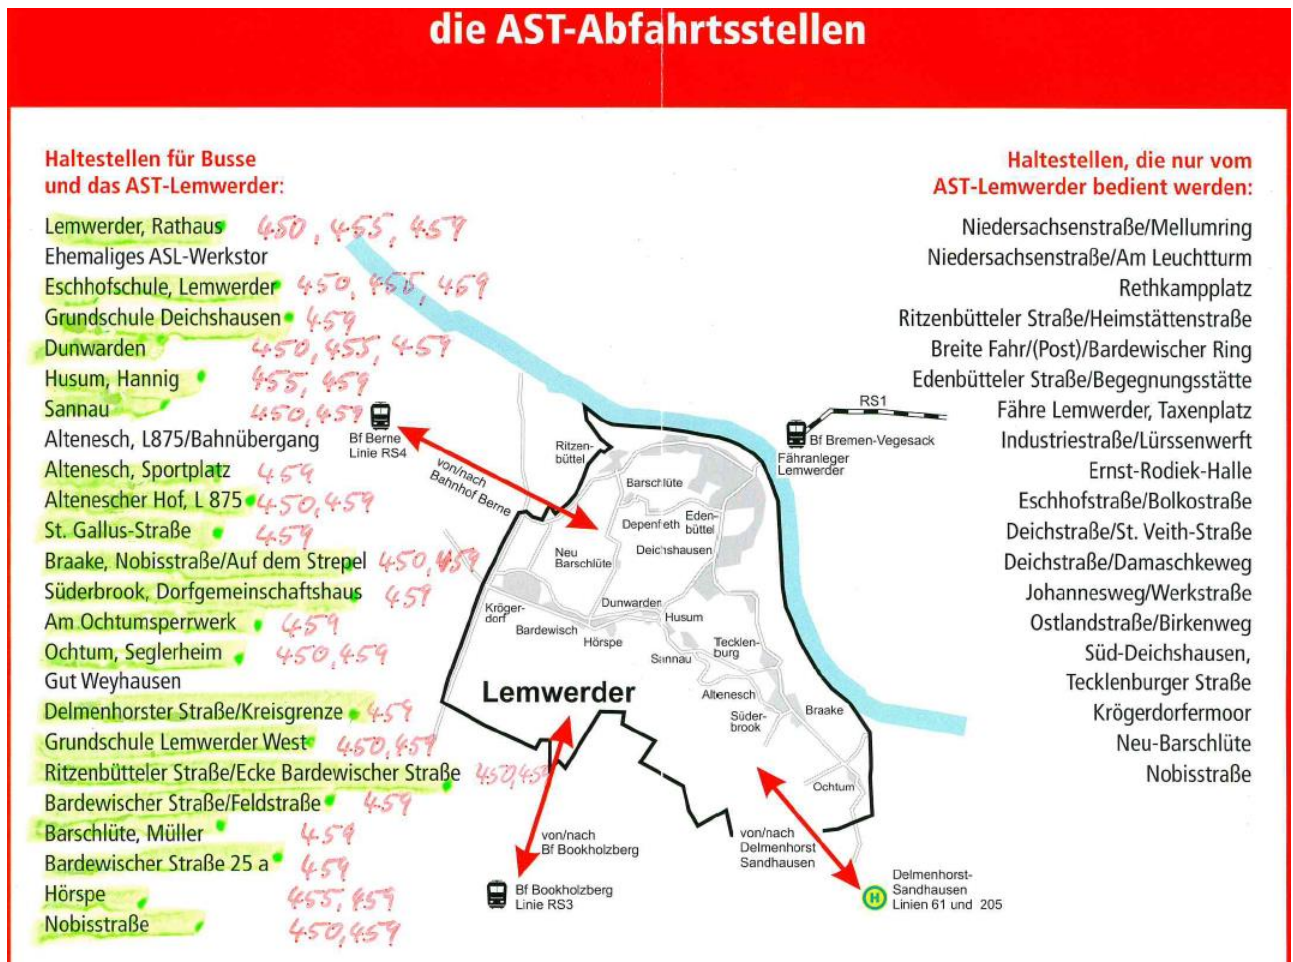 die AST-Abfahrtsstellen
Haltestellen für Busse
und das AST-Lemwerder:
Lemwerder, Rathaus 450, 455, 459
Ehemaliges ASL-Werkstor
Eschhofschule, Lemwerder 450, 455, 459
Grundschule Deichshausen 459
Dunwarden 450, 455, 459
Husum, Hannig 455, 459
Sannau 450, 459
Altenesch, L875/Bahnübergang
Altenesch, Sportplatz 459
Altenescher Hof, L 875 450, 459
St. Gallus-Straße 459
Braake, Nobisstraße/Auf dem Strepel 450, 459
Süderbrook, Dorfgemeinschaftshaus 459
Am Ochtumsperrwerk 459
Ochtum, Seglerheim 450, 459
Gut Weyhausen
Delmenhorster Straße/Kreisgrenze 459
Grundschule Lemwerder West 450, 459
Ritzenbütteler Straße/Ecke Bardewischer Straße 450, 459
Bardewischer Straße/Feldstraße 459
Barschlüte, Müller 459
Bardewischer Straße 25 a 459
Hörspe 455, 459
Nobisstraße 450, 459
Bf Berne
Linie RS4
von/nach
Bahnhof Berne
Ritzen-
büttel
Barschlüte
Depenfleth
Eden-
büttel
Deichshausen
Neu
Barschlüte
Kröger-
dorf
Bardewisch
Dunwarden
Hörspe
Husum
Sannau
Tecklen-
burg
Altenesch
Süder-
brook
Braake
Ochtum
Lemwerder
RS1
Bf Bremen-Vegesack
Fähranleger
Lemwerder
von/nach
Bf Bookholzberg
Bf Bookholzberg
Linie RS3
von/nach
Delmenhorst
Sandhausen
H
Delmenhorst-
Sandhausen
Linien 61 und 205
Haltestellen, die nur vom
AST-Lemwerder bedient werden:
Niedersachsenstraße/Mellumring
Niedersachsenstraße/Am Leuchtturm
Rethkampplatz
Ritzenbütteler Straße/Heimstättenstraße
Breite Fahr/(Post)/Bardewischer Ring
Edenbütteler Straße/Begegnungsstätte
Fähre Lemwerder, Taxenplatz
Industriestraße/Lürssenwerft
Ernst-Rodiek-Halle
Eschhofstraße/Bolkostraße
Deichstraße/St. Veith-Straße
Deichstraße/Damaschkeweg
Johannesweg/Werkstraße
Ostlandstraße/Birkenweg
Süd-Deichshausen,
Tecklenburger Straße
Krögerdorfermoor
Neu-Barschlüte
Nobisstraße